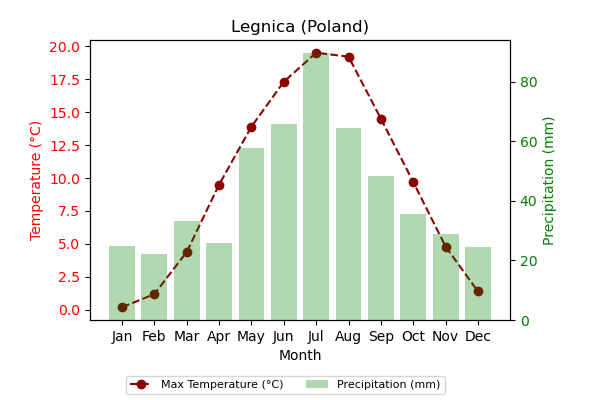 Legnica (Poland)
20.0
17.5
15.0
12.5
10.0
7.5
5.0
2.5
0.0
Temperature (°C)
80
60
40
20
0
Precipitation (mm)
Jan Feb Mar Apr May Jun Jul Aug Sep Oct Nov Dec
Month
Max Temperature (°C) Precipitation (mm)